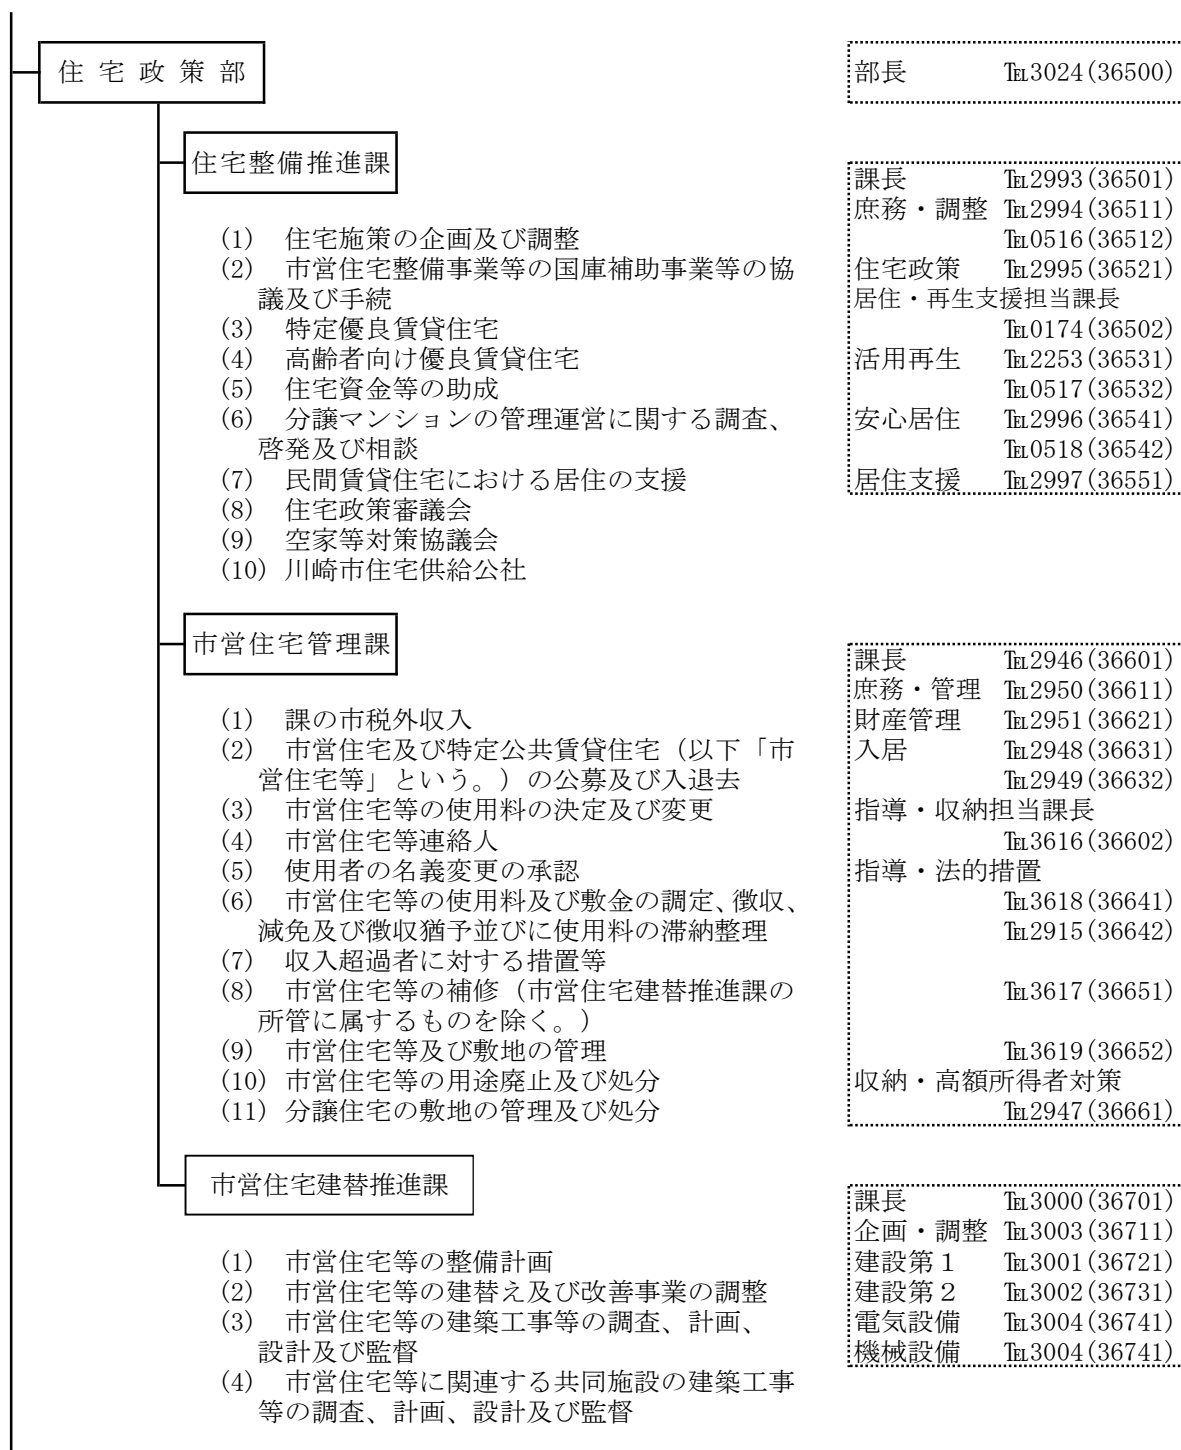 住宅政策部
部長 ℡3024(36500)
住宅整備推進課
(1) 住宅施策の企画及び調整
(2) 市営住宅整備事業等の国庫補助事業等の協
議及び手続
(3) 特定優良賃貸住宅
(4) 高齢者向け優良賃貸住宅
(5) 住宅資金等の助成
(6) 分譲マンションの管理運営に関する調査、
啓発及び相談
(7) 民間賃貸住宅における居住の支援
(8) 住宅政策審議会
(9) 空家等対策協議会
(10) 川崎市住宅供給公社
課長 ℡2993(36501)
庶務・調整 ℡2994(36511)
℡0516(36512)
住宅政策 ℡2995(36521)
居住・再生支援担当課長
℡0174(36502)
活用再生 ℡2253(36531)
℡0517(36532)
安心居住 ℡2996(36541)
℡0518(36542)
居住支援 ℡2997(36551)
市営住宅管理課
(1) 課の市税外収入
(2) 市営住宅及び特定公共賃貸住宅(以下「市
営住宅等」という。)の公募及び入退去
(3) 市営住宅等の使用料の決定及び変更
(4) 市営住宅等連絡人
(5) 使用者の名義変更の承認
(6) 市営住宅等の使用料及び敷金の調定、徴収、
減免及び徴収猶予並びに使用料の滞納整理
(7) 収入超過者に対する措置等
(8) 市営住宅等の補修(市営住宅建替推進課の
所管に属するものを除く。)
(9) 市営住宅等及び敷地の管理
(10) 市営住宅等の用途廃止及び処分
(11) 分譲住宅の敷地の管理及び処分
課長 ℡2946(36601)
庶務・管理 ℡2950(36611)
財産管理 ℡2951(36621)
入居 ℡2948(36631)
℡2949(36632)
指導・収納担当課長
℡3616(36602)
指導・法的措置
℡3618(36641)
℡2915(36642)
℡3617(36651)
℡3619(36652)
収納・高額所得者対策
℡2947(36661)
市営住宅建替推進課
(1) 市営住宅等の整備計画
(2) 市営住宅等の建替え及び改善事業の調整
(3) 市営住宅等の建築工事等の調査、計画、
設計及び監督
(4) 市営住宅等に関連する共同施設の建築工事
等の調査、計画、設計及び監督
課長 ℡3000(36701)
企画・調整 ℡3003(36711)
建設第1 ℡3001(36721)
建設第2 ℡3002(36731)
電気設備 ℡3004(36741)
機械設備 ℡3004(36741)